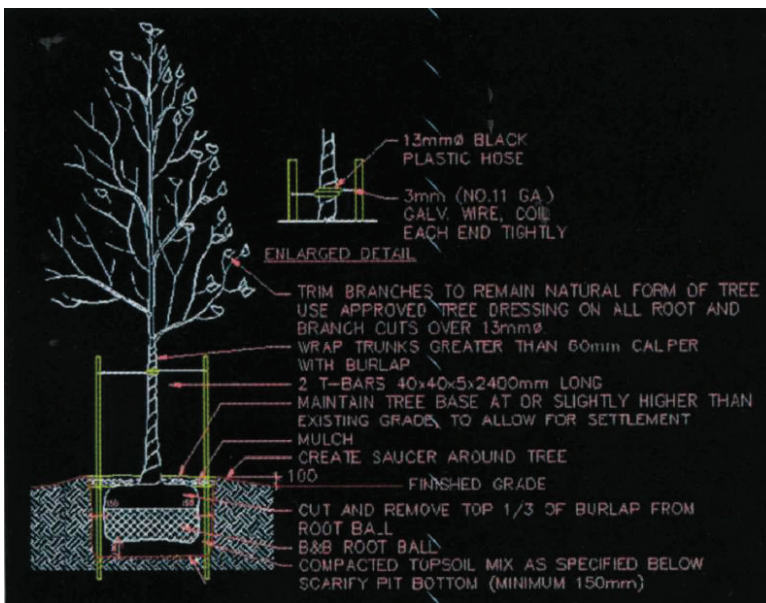 13mmø BLACK
PLASTIC HOSE
3mm (NO.11 GA.)
GALV. WIRE, COIL
EACH END TIGHTLY
ENLARGED DETAIL
TRIM BRANCHES TO REMAIN NATURAL FORM OF TREE
USE APPROVED TREE DRESSING ON ALL ROOT AND
BRANCH CUTS OVER 13mmø
WRAP TRUNKS GREATER THAN 60mm CALPER
WITH BURLAP
2 T-BARS 40x40x5x2400mm LONG
MAINTAIN TREE BASE AT OR SLIGHTLY HIGHER THAN
EXISTING GRADE, TO ALLOW FOR SETTLEMENT
MULCH
CREATE SAUCER AROUND TREE
100
FINISHED GRADE
150 150
CUT AND REMOVE TOP 1/3 OF BURLAP FROM
ROOT BALL
B&B ROOT BALL
COMPACTED TOPSOIL MIX AS SPECIFIED BELOW
SCARIFY PIT BOTTOM (MINIMUM 150mm)